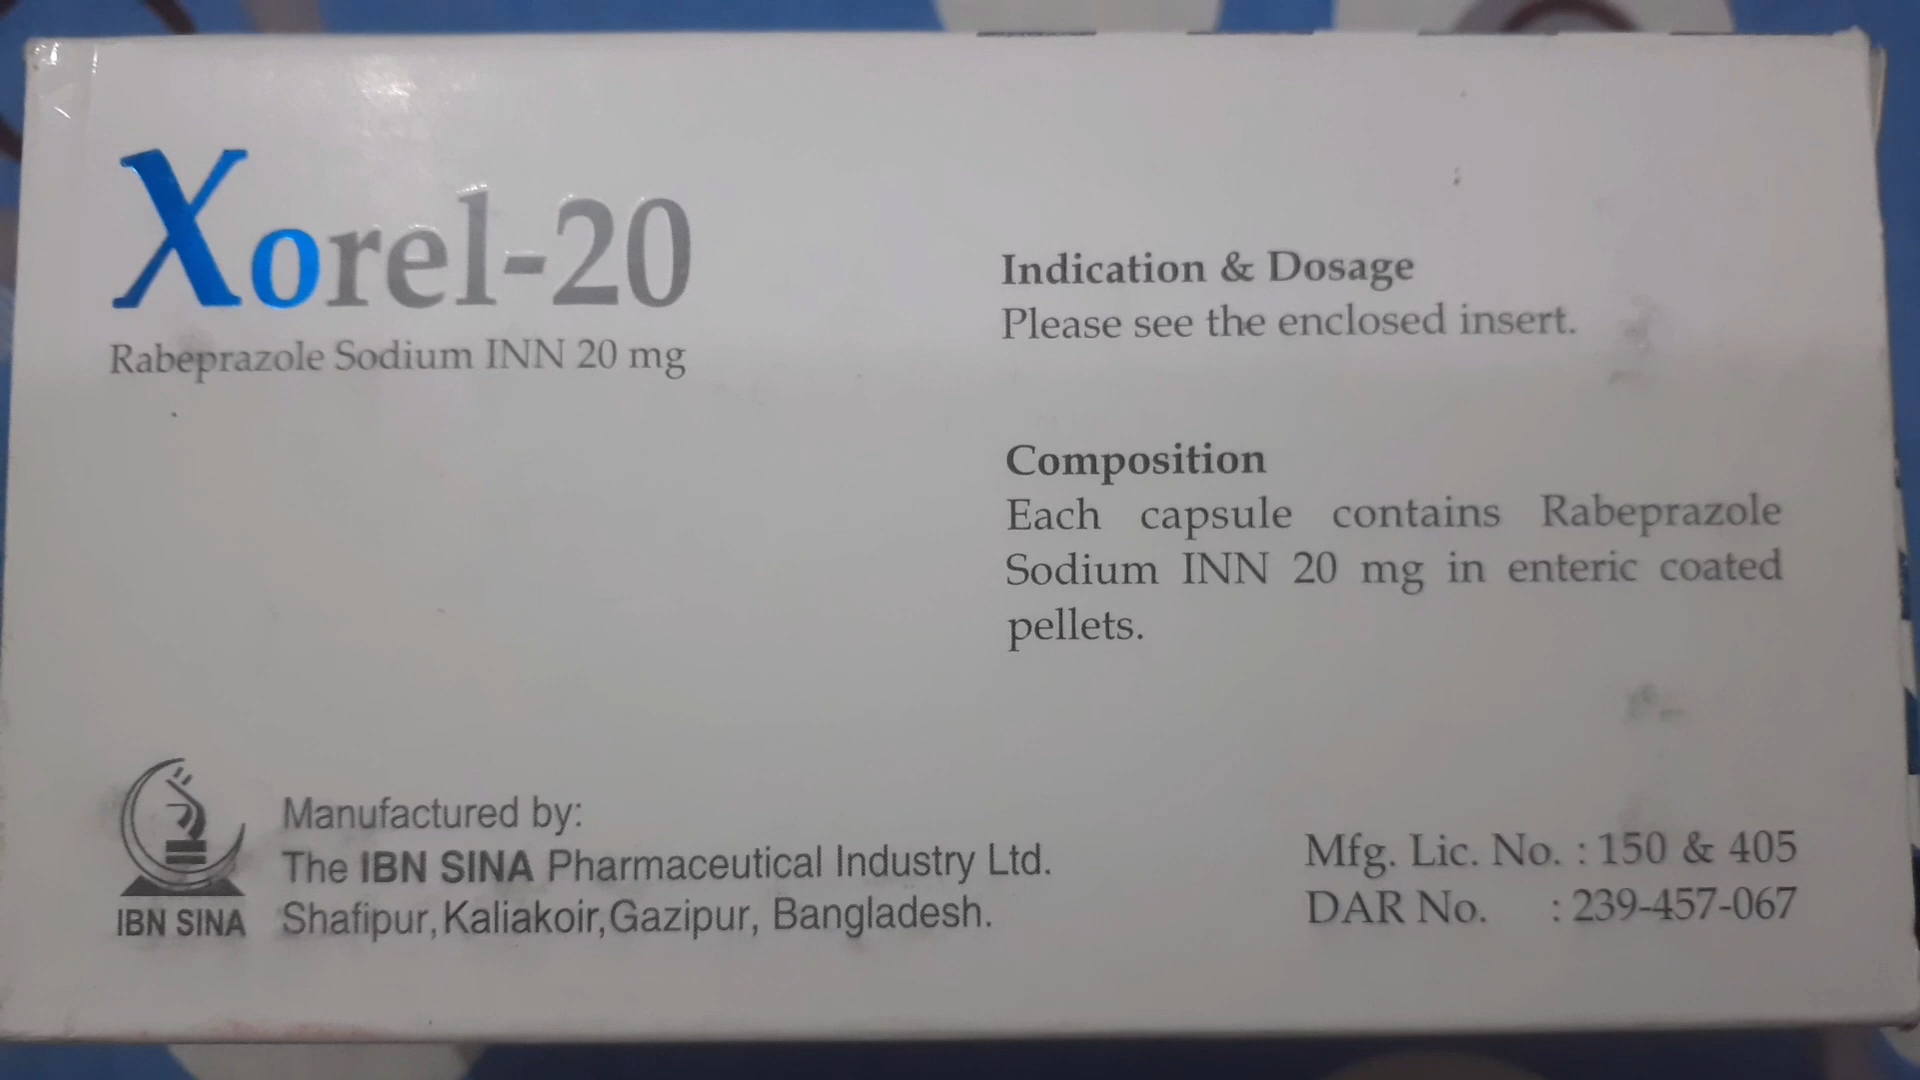 Xorel-20
Rabeprazole Sodium INN 20 mg
Indication & Dosage
Please see the enclosed insert.
Composition
Each capsule contains Rabeprazole
Sodium INN 20 mg in enteric coated
pellets.
IBN SINA
Manufactured by:
The IBN SINA Pharmaceutical Industry Ltd.
Shafipur, Kaliakoir, Gazipur, Bangladesh.
Mfg. Lic. No. : 150 & 405
DAR No. : 239-457-067